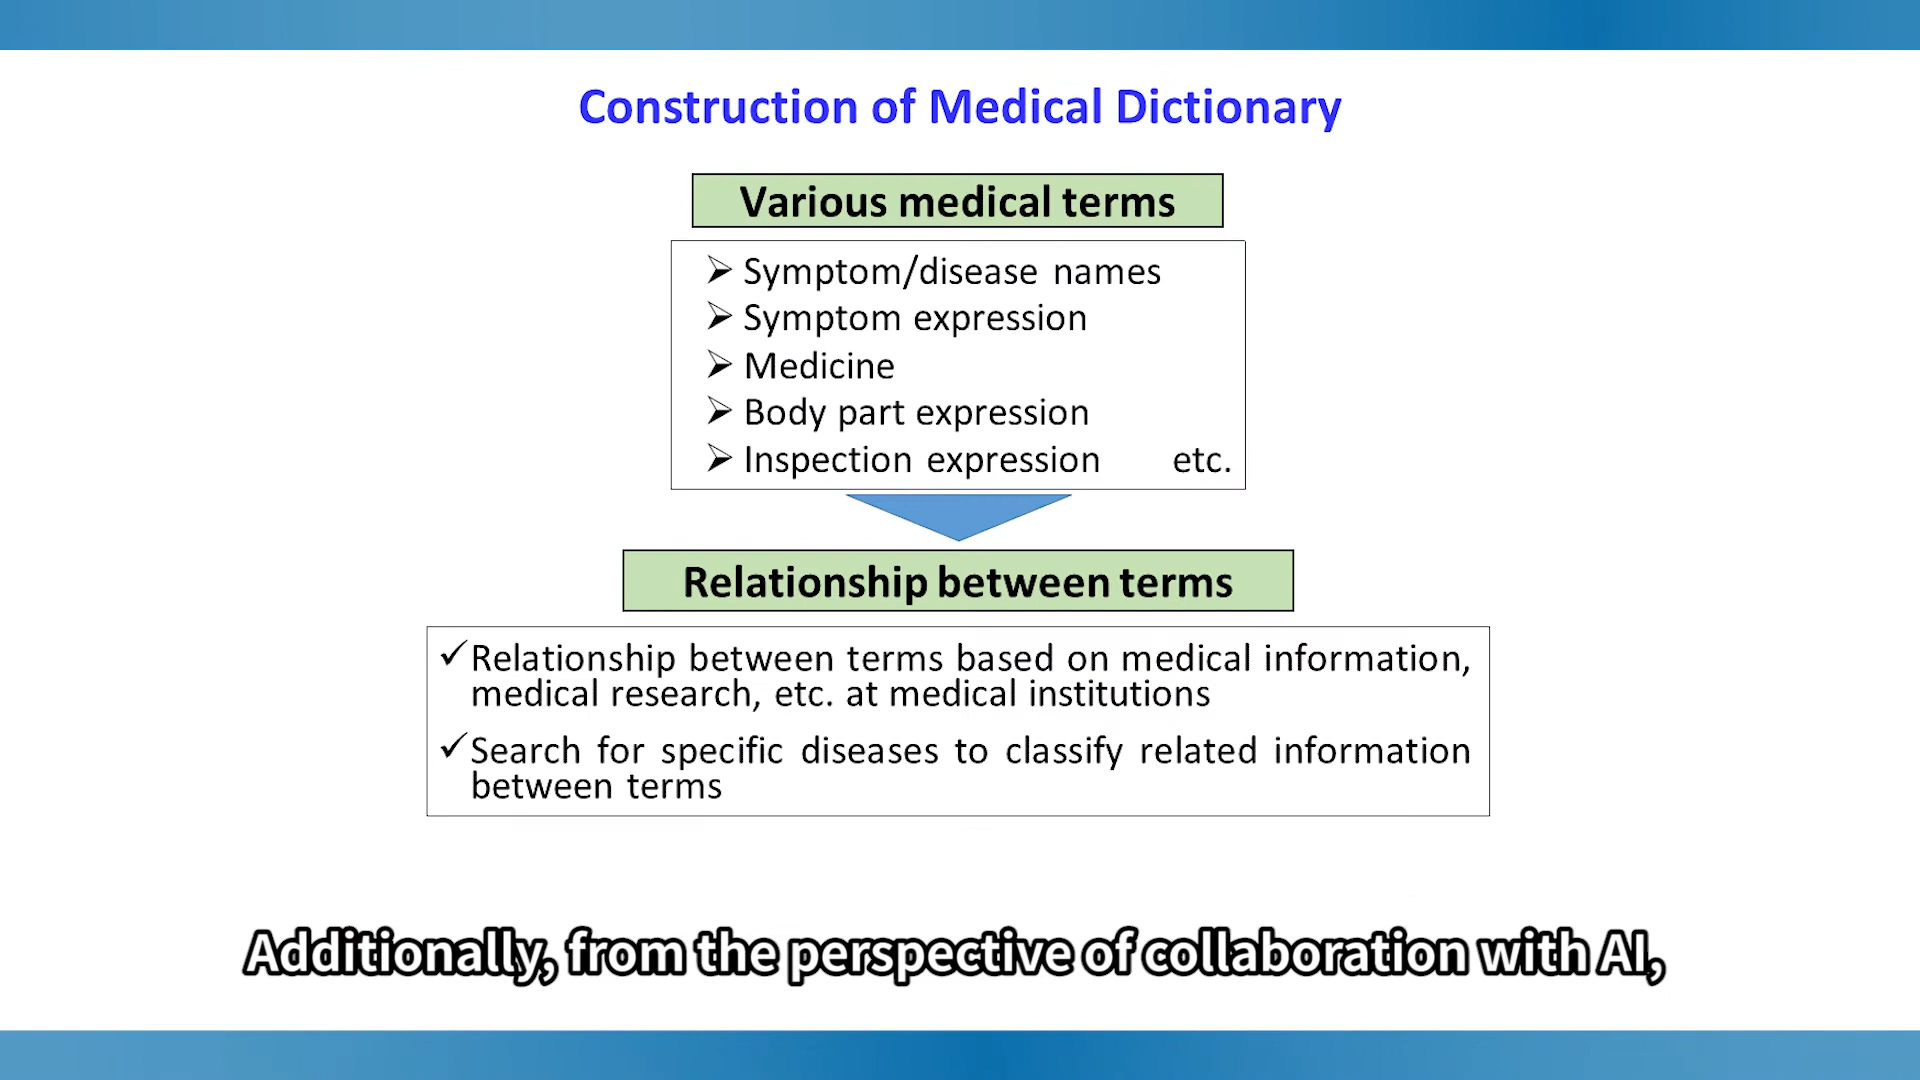 Construction of Medical Dictionary
Various medical terms
➢ Symptom/disease names
➢ Symptom expression
➢ Medicine
➢ Body part expression
➢ Inspection expression etc.
Relationship between terms
✓Relationship between terms based on medical information,
medical research, etc. at medical institutions
✓Search for specific diseases to classify related information
between terms
Additionally, from the perspective of collaboration with AI,